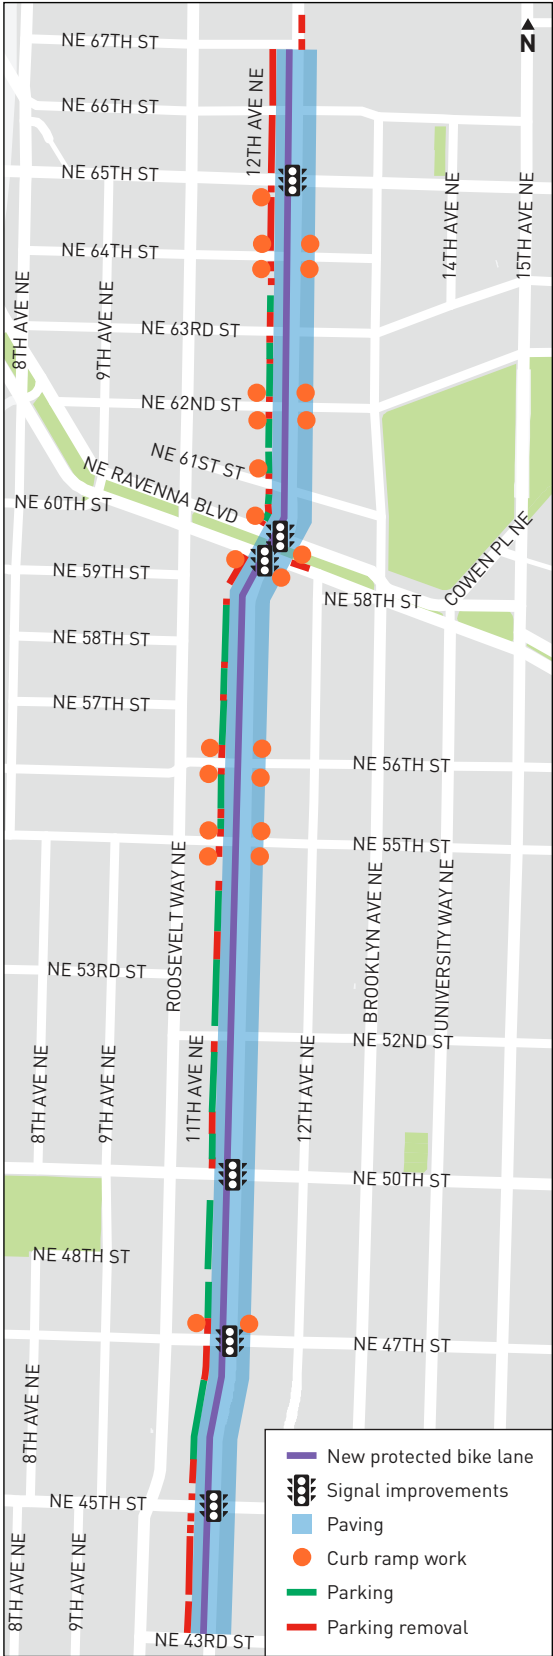 NE 67TH ST
N
NE 66TH ST
12TH AVE NE
NE 65TH ST
14TH AVE NE
15TH AVE NE
NE 64TH ST
8TH AVE NE
9TH AVE NE
NE 63RD ST
NE 62ND ST
NE 61ST ST
NE RAVENNA BLVD
NE 60TH ST
COWEN PL NE
NE 59TH ST
NE 58TH ST
NE 58TH ST
NE 57TH ST
NE 56TH ST
NE 55TH ST
ROOSEVELT WAY NE
BROOKLYN AVE NE
UNIVERSITY WAY NE
NE 53RD ST
NE 52ND ST
8TH AVE NE
9TH AVE NE
11TH AVE NE
12TH AVE NE
NE 50TH ST
NE 48TH ST
NE 47TH ST
8TH AVE NE
New protected bike lane
Signal improvements
NE 45TH ST
Paving
8TH AVE NE
9TH AVE NE
Curb ramp work
Parking
Parking removal
NE 43RD ST